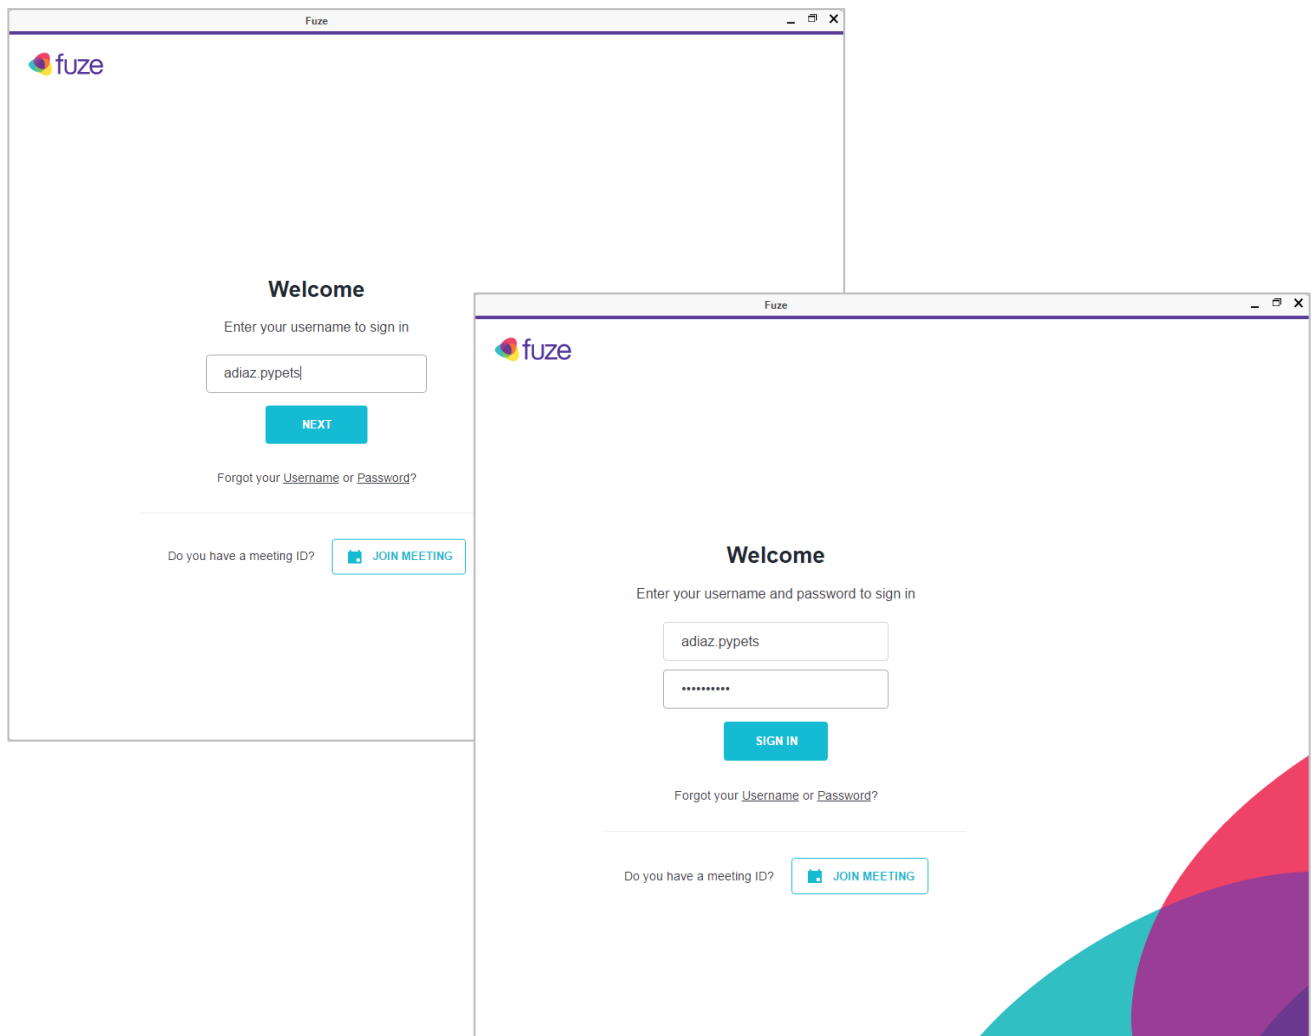 Fuze
fuze
Welcome
Enter your username to sign in
adiaz.pypets
NEXT
Forgot your Username or Password?
Do you have a meeting ID? JOIN MEETING
Fuze
fuze
Welcome
Enter your username and password to sign in
adiaz.pypets
••••••••••
SIGN IN
Forgot your Username or Password?
Do you have a meeting ID? JOIN MEETING